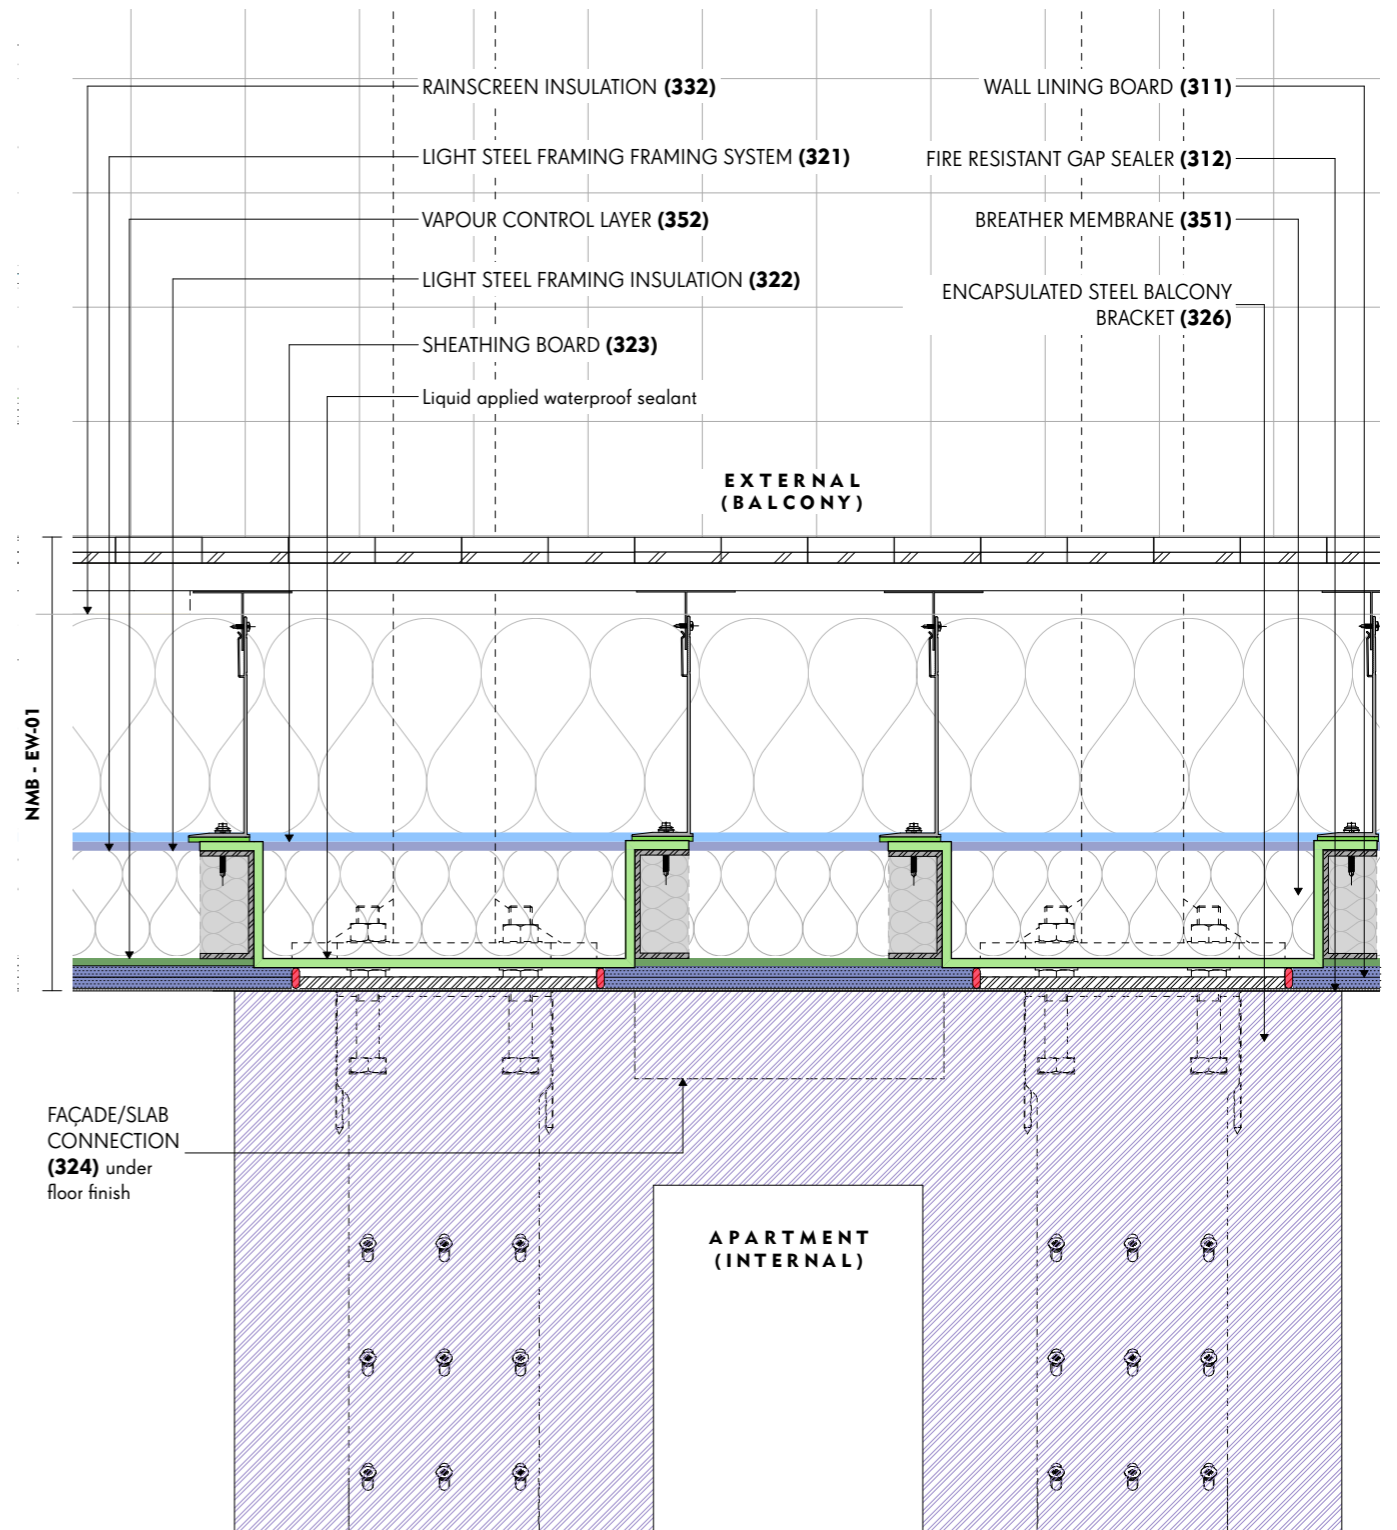 RAINSCREEN INSULATION (332)
WALL LINING BOARD (311)
LIGHT STEEL FRAMING FRAMING SYSTEM (321)
FIRE RESISTANT GAP SEALER (312)
VAPOUR CONTROL LAYER (352)
BREATHER MEMBRANE (351)
LIGHT STEEL FRAMING INSULATION (322)
ENCAPSULATED STEEL BALCONY
BRACKET (326)
SHEATHING BOARD (323)
Liquid applied waterproof sealant
EXTERNAL
(BALCONY)
NMB - EW-01
FAÇADE/SLAB
CONNECTION
(324) under
floor finish
APARTMENT
(INTERNAL)